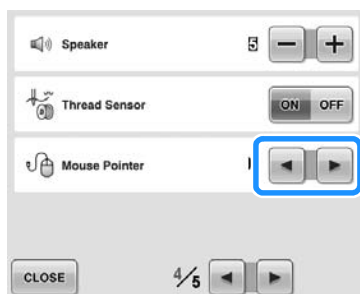 Speaker 5 − +
Thread Sensor ON OFF
Mouse Pointer
CLOSE 4/5